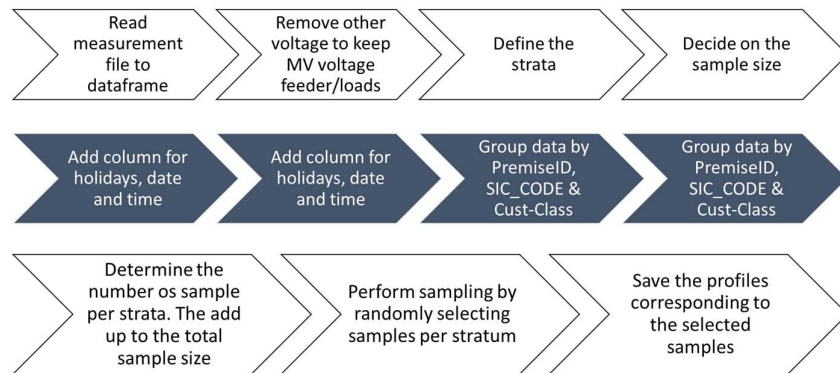 Read
measurement
file to
dataframe
Remove other
voltage to keep
MV voltage
feeder/loads
Define the
strata
Decide on the
sample size
Add column for
holidays, date
and time
Add column for
holidays, date
and time
Group data by
PremiseID,
SIC_CODE &
Cust-Class
Group data by
PremiseID,
SIC_CODE &
Cust-Class
Determine the
number os sample
per strata. The add
up to the total
sample size
Perform sampling by
randomly selecting
samples per stratum
Save the profiles
corresponding to
the selected
samples